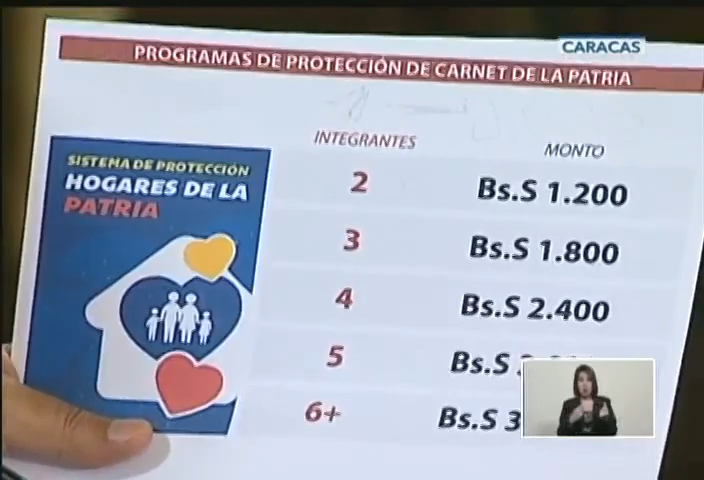 CARACAS
PROGRAMAS DE PROTECCIÓN DE CARNET DE LA PATRIA
INTEGRANTES MONTO
SISTEMA DE PROTECCIÓN
HOGARES DE LA
PATRIA
2 Bs.S 1.200
3 Bs.S 1.800
4 Bs.S 2.400
5 Bs.S
6+ Bs.S 3